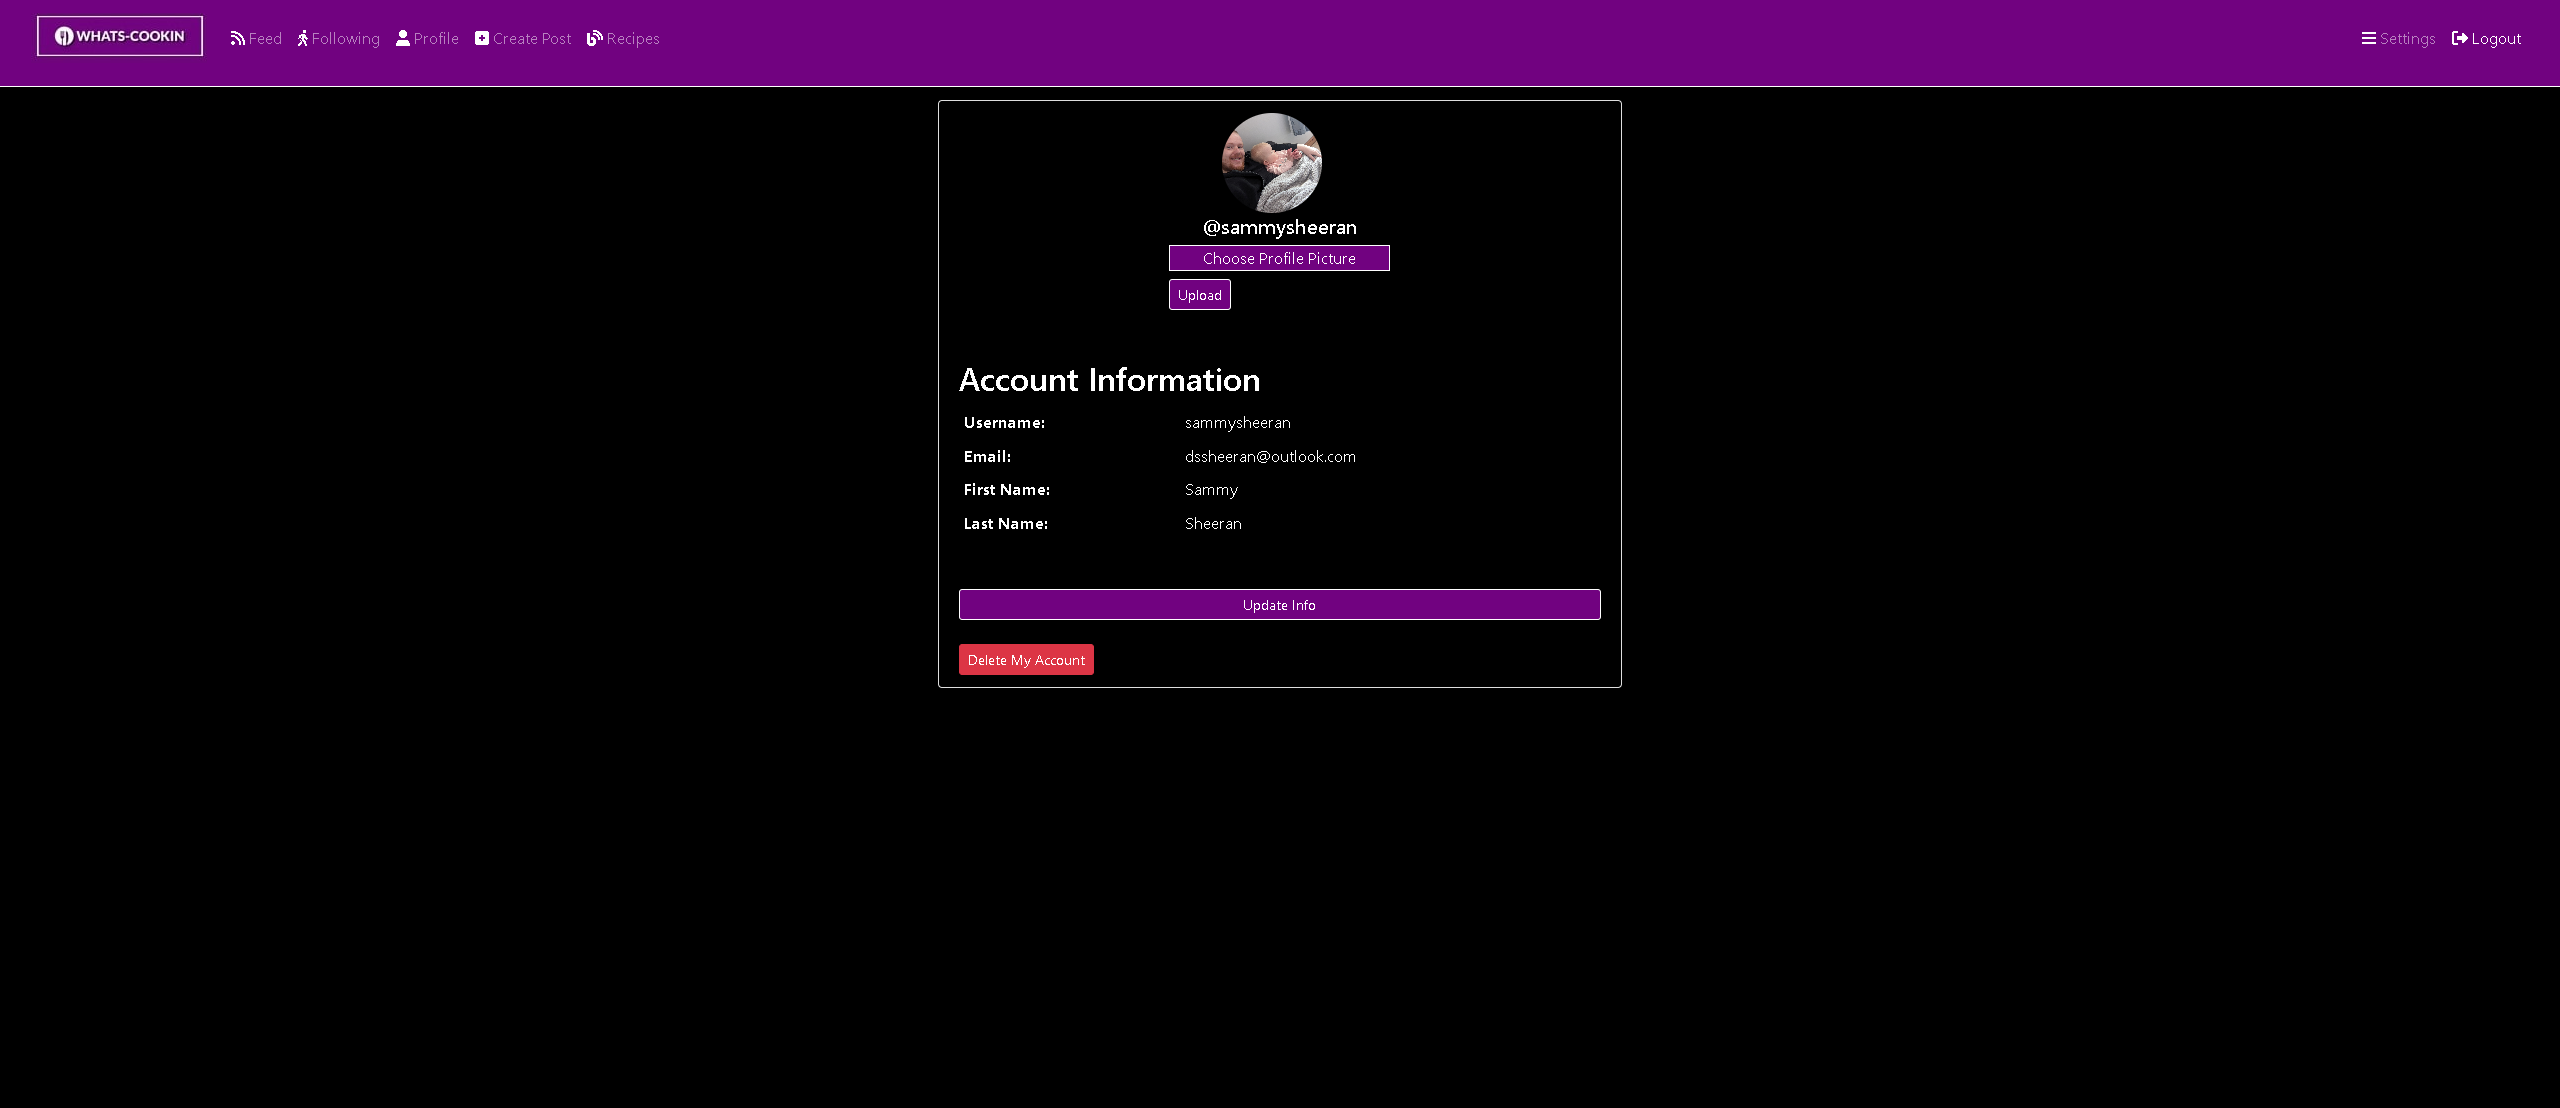 WHATS-COOKIN Feed Following Profile Create Post Recipes Settings Logout
@sammysheeran
Choose Profile Picture
Upload
Account Information
Username: sammysheeran
Email: dssheeran@outlook.com
First Name: Sammy
Last Name: Sheeran
Update Info
Delete My Account